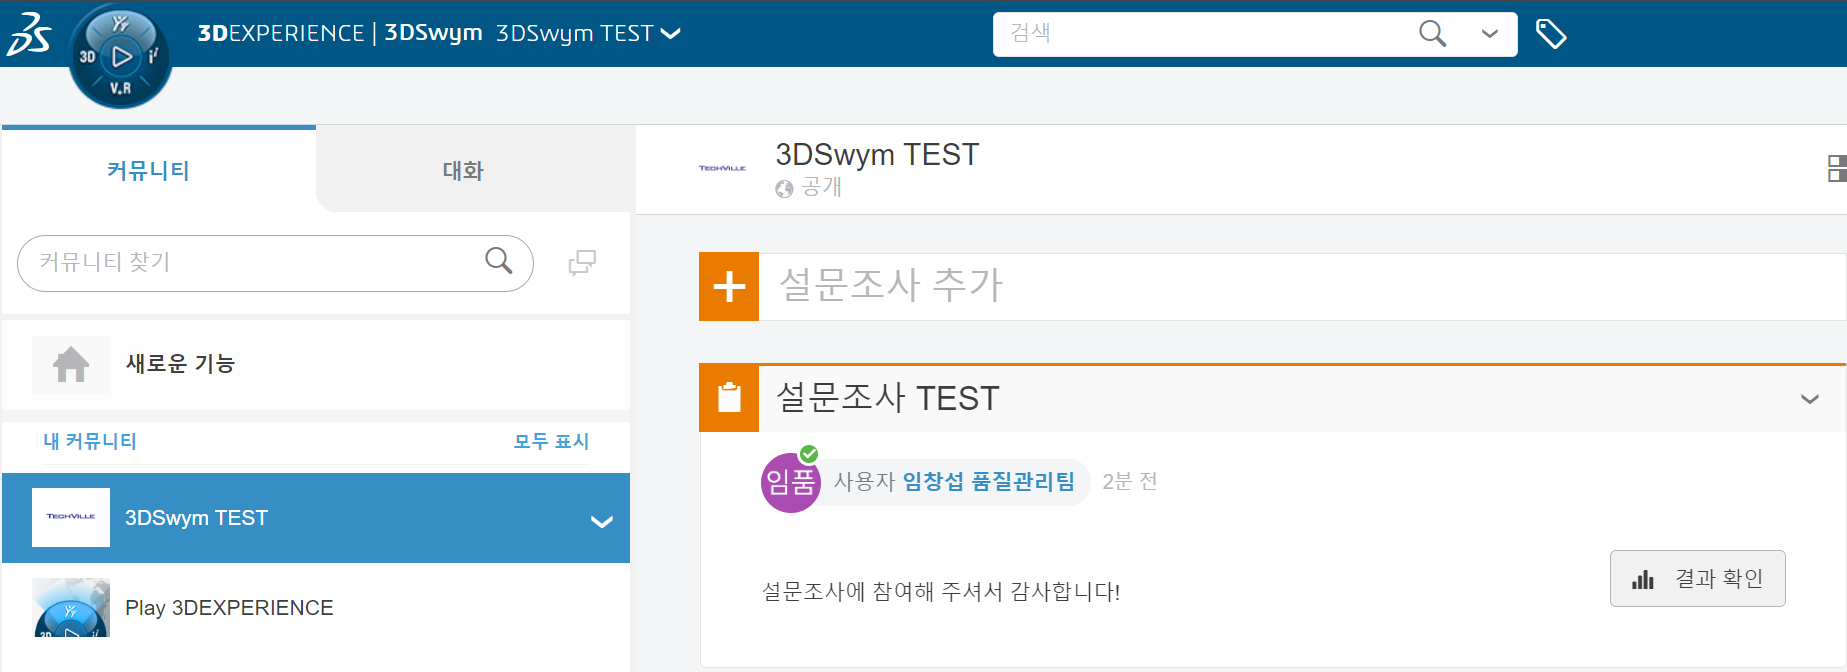 3DEXPERIENCE | 3DSwym 3DSwym TEST
검색
3D
V.R
커뮤니티
대화
TECHVILLE
3DSwym TEST
공개
커뮤니티 찾기
설문조사 추가
새로운 기능
설문조사 TEST
내 커뮤니티
모두 표시
임품
사용자 임창섭 품질관리팀
2분 전
TECHVILLE
3DSwym TEST
설문조사에 참여해 주셔서 감사합니다!
결과 확인
Play 3DEXPERIENCE
3D